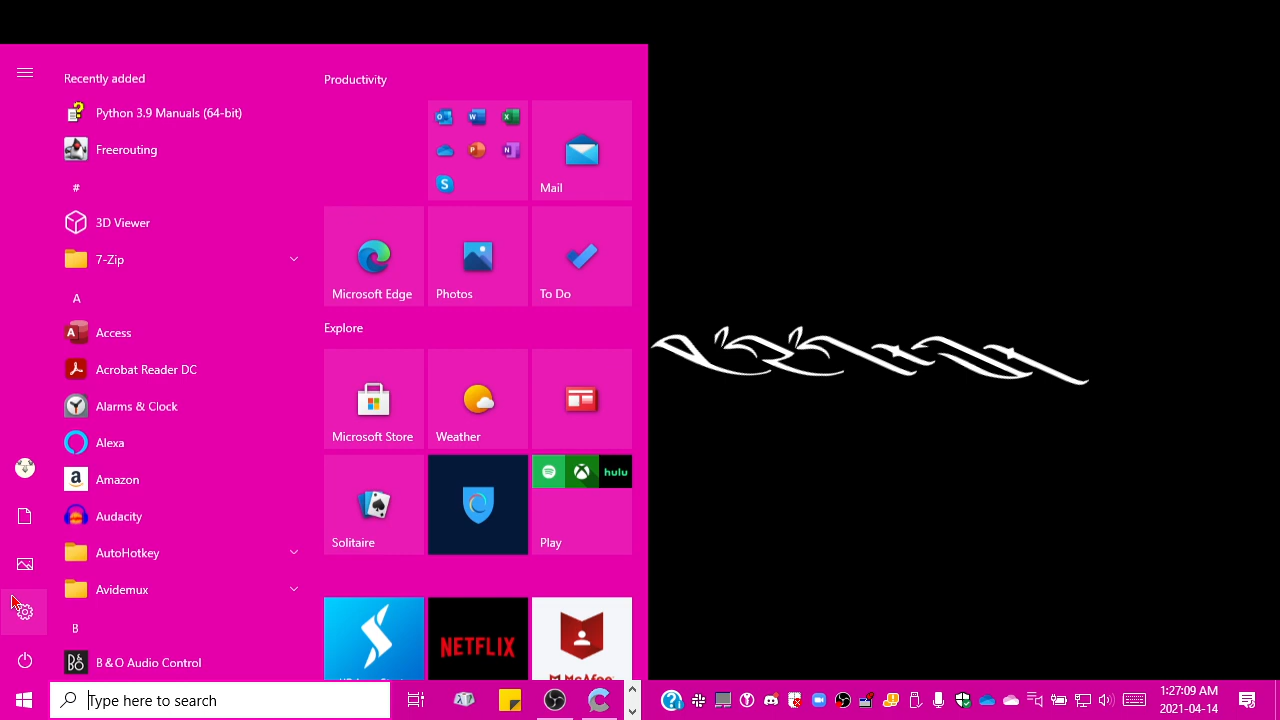 Recently added
Python 3.9 Manuals (64-bit)
Freerouting
#
3D Viewer
7-Zip
A
Access
Acrobat Reader DC
Alarms & Clock
Alexa
Amazon
Audacity
AutoHotkey
Avidemux
B
B&O Audio Control
Productivity
Mail
Microsoft Edge
Photos
To Do
Explore
Microsoft Store
Weather
Solitaire
hulu
Play
NETFLIX
Type here to search
1:27:09 AM
2021-04-14